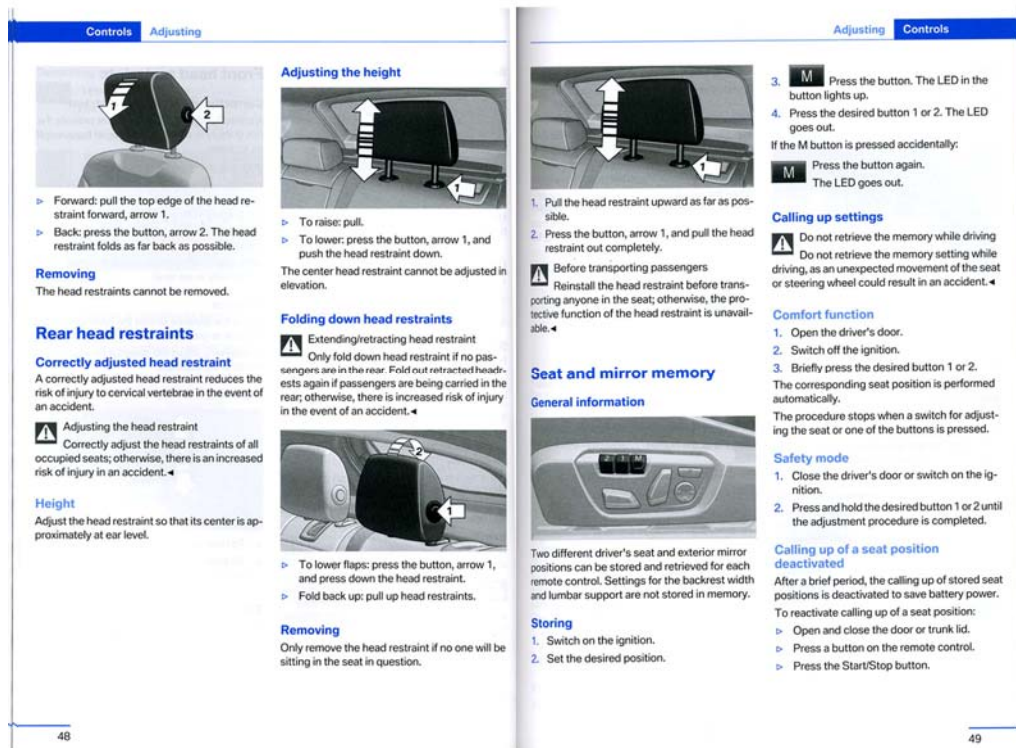 Controls Adjusting
1
2
▷ Forward: pull the top edge of the head re-
straint forward, arrow 1.
▷ Back: press the button, arrow 2. The head
restraint folds as far back as possible.
Removing
The head restraints cannot be removed.
Rear head restraints
Correctly adjusted head restraint
A correctly adjusted head restraint reduces the
risk of injury to cervical vertebrae in the event of
an accident.
Adjusting the head restraint
Correctly adjust the head restraints of all
occupied seats; otherwise, there is an increased
risk of injury in an accident.◄
Height
Adjust the head restraint so that its center is ap-
proximately at ear level.
Adjusting the height
1
▷ To raise: pull.
▷ To lower: press the button, arrow 1, and
push the head restraint down.
The center head restraint cannot be adjusted in
elevation.
Folding down head restraints
Extending/retracting head restraint
Only fold down head restraint if no pas-
sengers are in the rear. Fold out retracted headr-
ests again if passengers are being carried in the
rear; otherwise, there is increased risk of injury
in the event of an accident.◄
2
1
▷ To lower flaps: press the button, arrow 1,
and press down the head restraint.
▷ Fold back up: pull up head restraints.
Removing
Only remove the head restraint if no one will be
sitting in the seat in question.
48
Adjusting Controls
1
1. Pull the head restraint upward as far as pos-
sible.
2. Press the button, arrow 1, and pull the head
restraint out completely.
Before transporting passengers
Reinstall the head restraint before trans-
porting anyone in the seat; otherwise, the pro-
tective function of the head restraint is unavail-
able.◄
Seat and mirror memory
General information
1 2 M
Two different driver's seat and exterior mirror
positions can be stored and retrieved for each
remote control. Settings for the backrest width
and lumbar support are not stored in memory.
Storing
1. Switch on the ignition.
2. Set the desired position.
3. M Press the button. The LED in the
button lights up.
4. Press the desired button 1 or 2. The LED
goes out.
If the M button is pressed accidentally:
M Press the button again.
The LED goes out.
Calling up settings
Do not retrieve the memory while driving
Do not retrieve the memory setting while
driving, as an unexpected movement of the seat
or steering wheel could result in an accident.◄
Comfort function
1. Open the driver's door.
2. Switch off the ignition.
3. Briefly press the desired button 1 or 2.
The corresponding seat position is performed
automatically.
The procedure stops when a switch for adjust-
ing the seat or one of the buttons is pressed.
Safety mode
1. Close the driver's door or switch on the ig-
nition.
2. Press and hold the desired button 1 or 2 until
the adjustment procedure is completed.
Calling up of a seat position
deactivated
After a brief period, the calling up of stored seat
positions is deactivated to save battery power.
To reactivate calling up of a seat position:
▷ Open and close the door or trunk lid.
▷ Press a button on the remote control.
▷ Press the Start/Stop button.
49